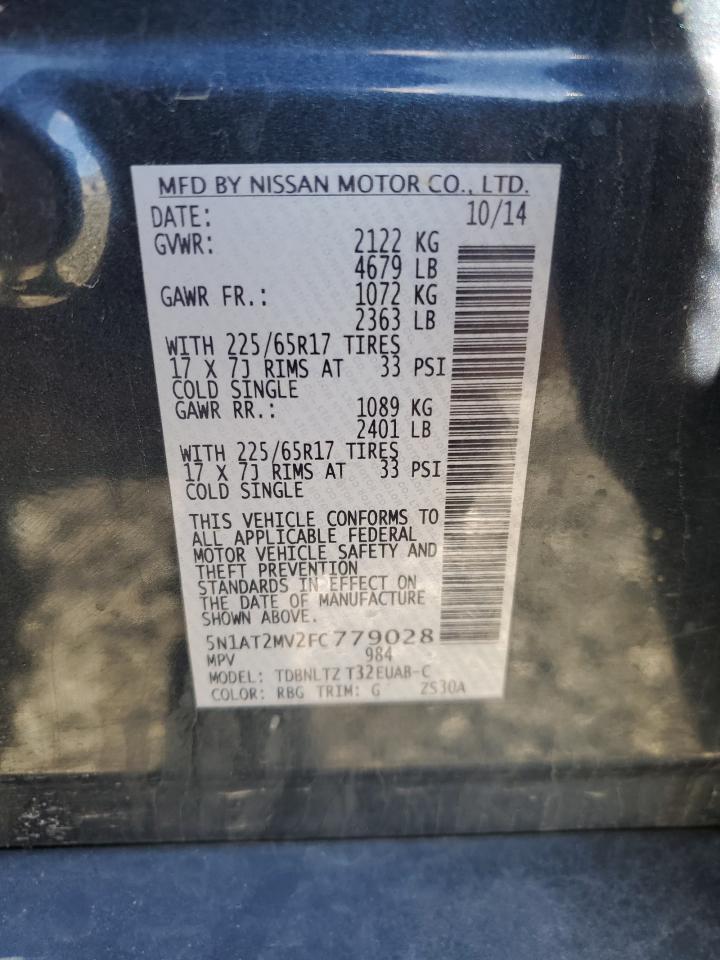 MFD BY NISSAN MOTOR CO., LTD.
DATE: 10/14
GVWR: 2122 KG
4679 LB
GAWR FR.: 1072 KG
2363 LB
WITH 225/65R17 TIRES
17 X 7J RIMS AT 33 PSI
COLD SINGLE
GAWR RR.: 1089 KG
2401 LB
WITH 225/65R17 TIRES
17 X 7J RIMS AT 33 PSI
COLD SINGLE
THIS VEHICLE CONFORMS TO
ALL APPLICABLE FEDERAL
MOTOR VEHICLE SAFETY AND
THEFT PREVENTION
STANDARDS IN EFFECT ON
THE DATE OF MANUFACTURE
SHOWN ABOVE.
5N1AT2MV2FC779028
MPV 984
MODEL: TDBNLTZ T32EUAB-C
COLOR: RBG TRIM: G ZS30A